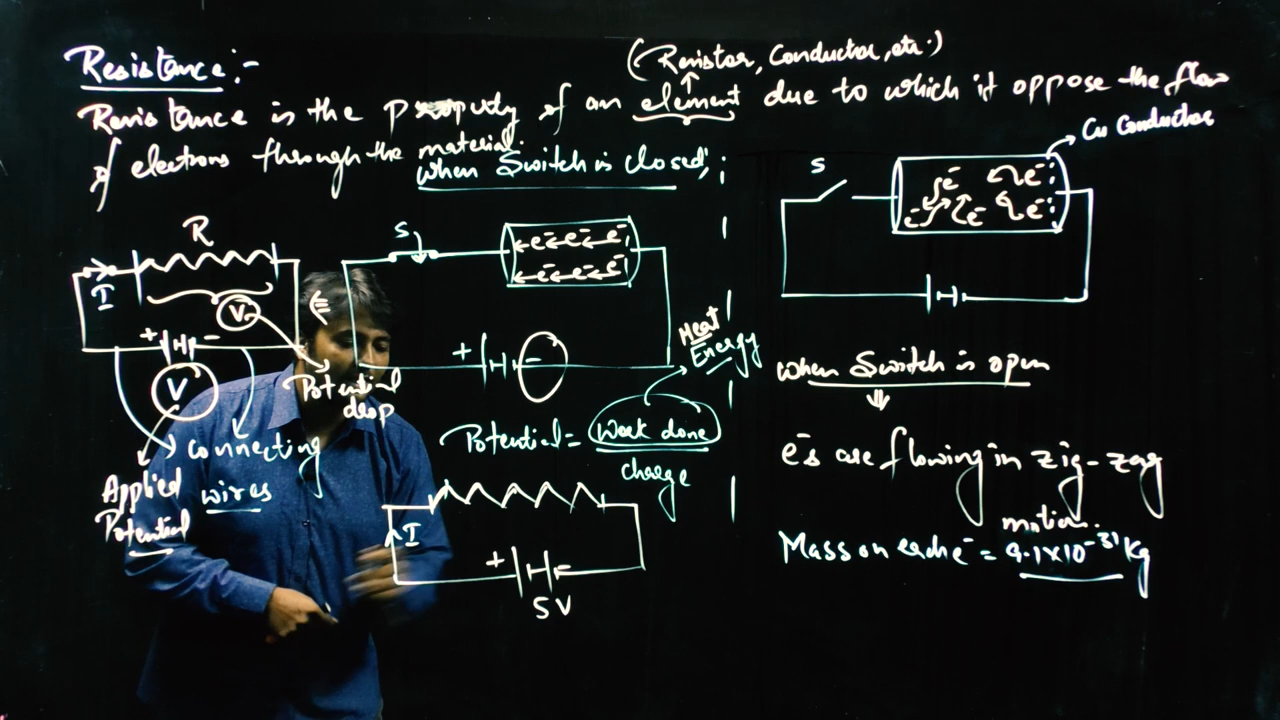 (Resistor, Conductor, etc.)
Resistance:-
Resistance is the property of an element due to which it oppose the flow
of electrons through the material.
Cu Conductor
when Switch is closed;
S
e⁻ e⁻
e⁻ e⁻ e⁻
R
S
e⁻ e⁻ e⁻
e⁻ e⁻ e⁻
I
V
+ -
+ -
V
Potential
drop
Heat
Energy
when Switch is open
⇓
Potential = Work done
charge
connecting
wires
Applied
Potential
e⁻s are flowing in zig-zag
motion.
I
+ -
5V
Mass on each e⁻ = 9.1×10⁻³¹ Kg